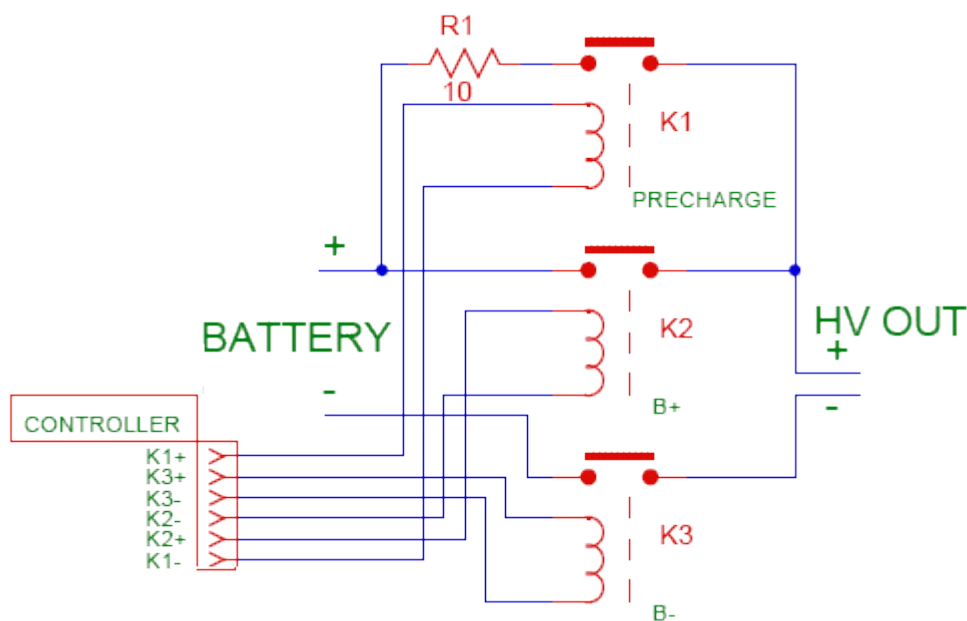 R1
10
K1
PRECHARGE
+
BATTERY
-
K2
B+
HV OUT
+
-
CONTROLLER
K1+
K3+
K3-
K2-
K2+
K1-
K3
B-